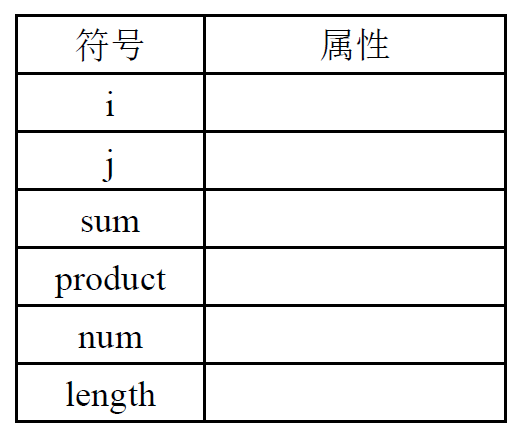 符号 属性
i
j
sum
product
num
length